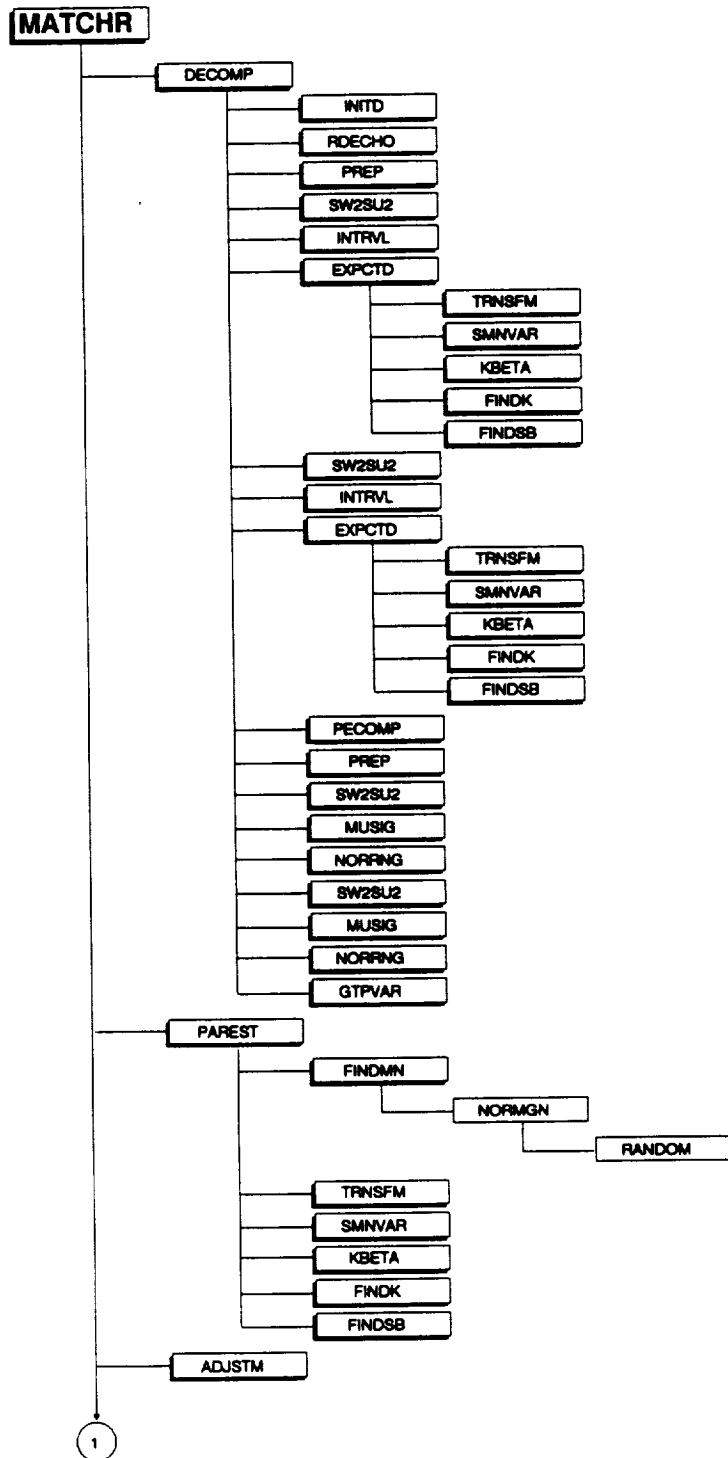 MATCHR
DECOMP
INITD
RDECHO
PREP
SW2SU2
INTRVL
EXPCTD
TRNSFM
SMNVAR
KBETA
FINDK
FINDSB
SW2SU2
INTRVL
EXPCTD
TRNSFM
SMNVAR
KBETA
FINDK
FINDSB
PECOMP
PREP
SW2SU2
MUSIG
NORRNG
SW2SU2
MUSIG
NORRNG
GTPVAR
PAREST
FINDMN
NORMGN
RANDOM
TRNSFM
SMNVAR
KBETA
FINDK
FINDSB
ADJSTM
1